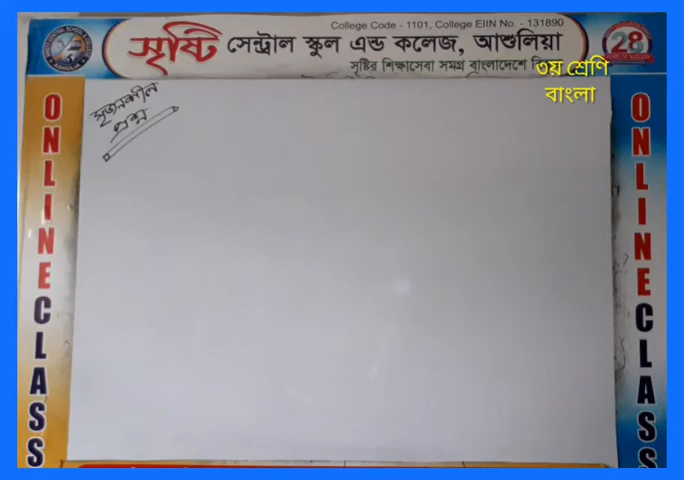 College Code - 1101, College EIIN No. - 131890
সৃষ্টি সেন্ট্রাল স্কুল এন্ড কলেজ, আশুলিয়া
সৃষ্টির শিক্ষাসেবা সমগ্র বাংলাদেশে
৩য় শ্রেণি
বাংলা
28
সৃজনশীল
প্রশ্ন
ONLINE CLASS
ONLINE CLASS